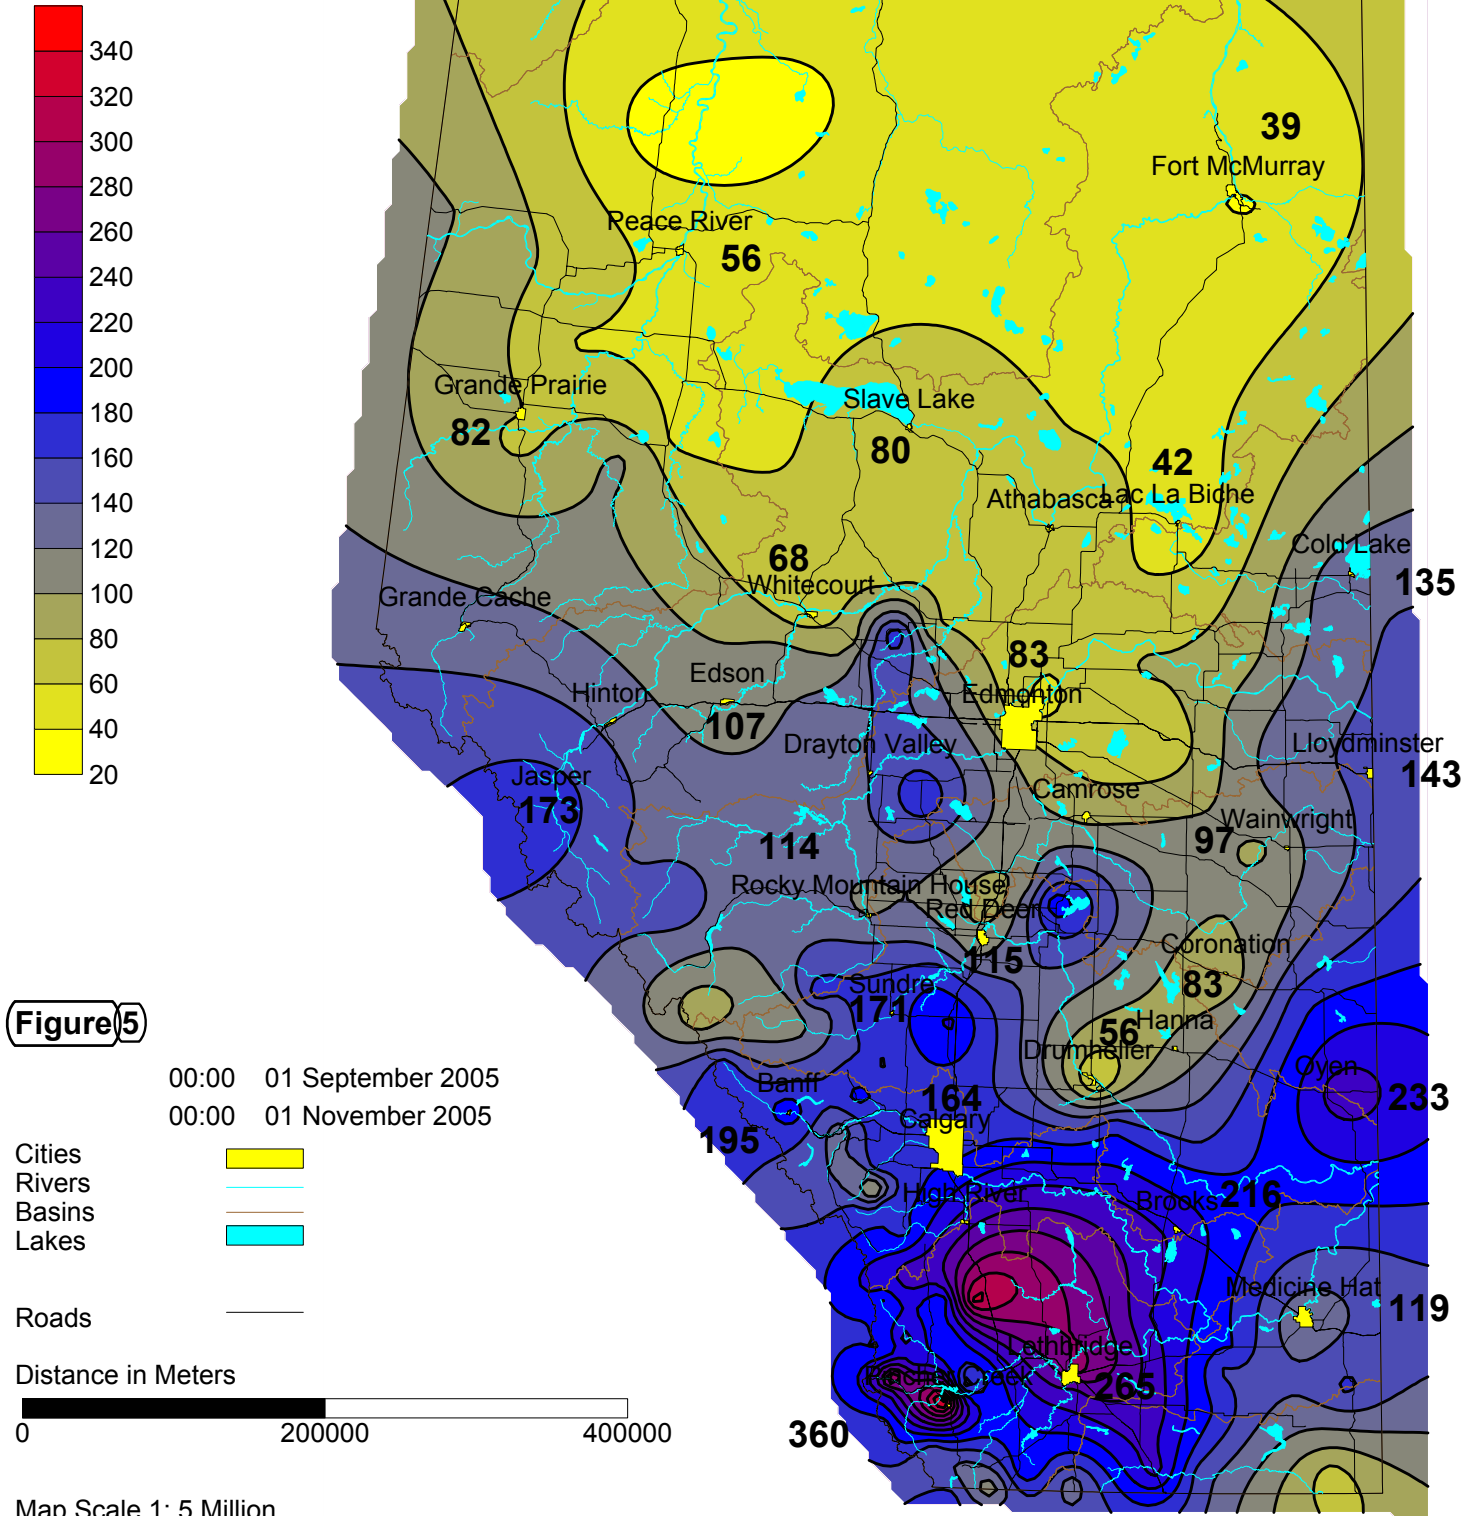 340
320
300
280
260
240
220
200
180
160
140
120
100
80
60
40
20
39
Fort McMurray
Peace River
56
Grande Prairie
82
Slave Lake
80
42
Athabasca
Lac La Biche
Cold Lake
135
68
Whitecourt
Grande Cache
83
Edmonton
Edson
107
Hinton
Drayton Valley
Lloydminster
143
Jasper
173
Camrose
Wainwright
97
114
Rocky Mountain House
Red Deer
115
Coronation
83
Sundre
171
56
Hanna
Drumheller
Oyen
233
Banff
195
164
Calgary
High River
Brooks
216
Medicine Hat
119
Lethbridge
265
Pincher Creek
360
Figure 5
00:00 01 September 2005
00:00 01 November 2005
Cities
Rivers
Basins
Lakes
Roads
Distance in Meters
0 200000 400000
Map Scale 1: 5 Million